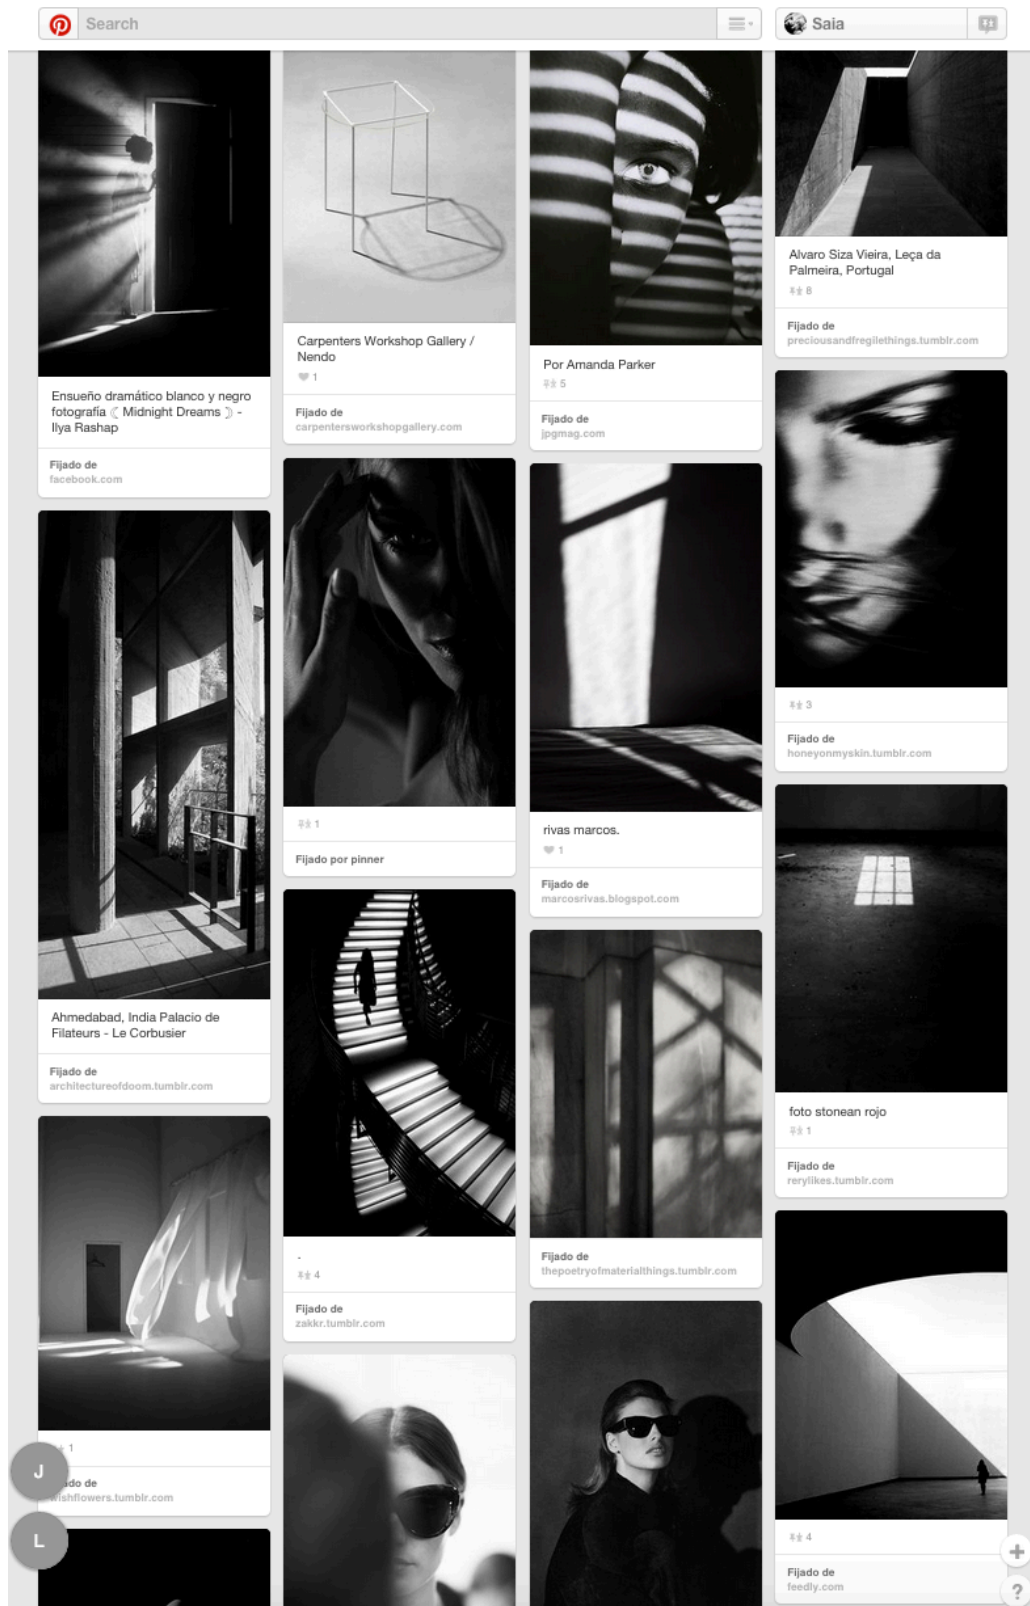 Search
Saia
Ensueño dramático blanco y negro
fotografía ☾ Midnight Dreams ☽ -
Ilya Rashap
Fijado de
facebook.com
Ahmedabad, India Palacio de
Filateurs - Le Corbusier
Fijado de
architectureofdoom.tumblr.com
1
do de
wishflowers.tumblr.com
J
L
Carpenters Workshop Gallery /
Nendo
1
Fijado de
carpentersworkshopgallery.com
1
Fijado por pinner
-
4
Fijado de
zakkr.tumblr.com
Por Amanda Parker
5
Fijado de
jpgmag.com
rivas marcos.
1
Fijado de
marcosrivas.blogspot.com
Fijado de
thepoetryofmaterialthings.tumblr.com
Alvaro Siza Vieira, Leça da
Palmeira, Portugal
8
Fijado de
preciousandfregilethings.tumblr.com
3
Fijado de
honeyonmyskin.tumblr.com
foto stonean rojo
1
Fijado de
rerylikes.tumblr.com
4
Fijado de
feedly.com
+
?